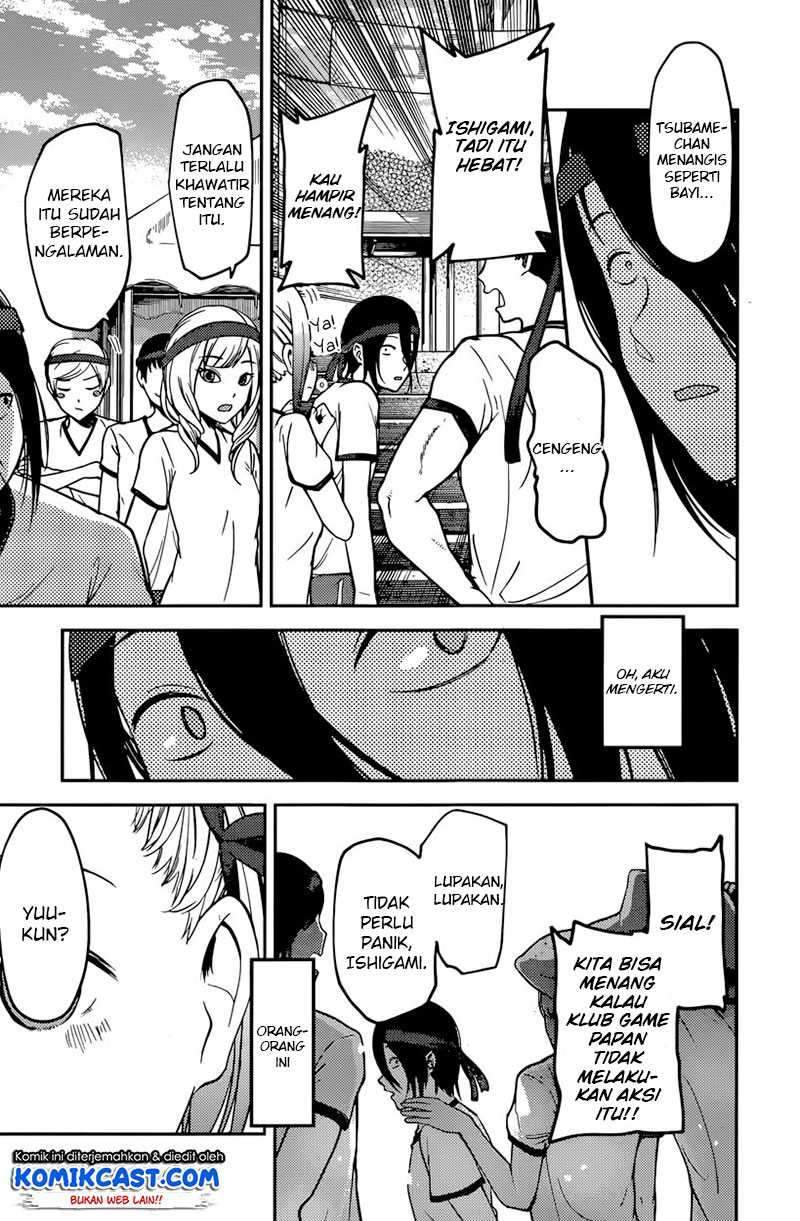 TSUBAME-
CHAN
MENANGIS
SEPERTI
BAYI...
ISHIGAMI,
TADI ITU
HEBAT!
KAU
HAMPIR
MENANG!
Ya!
Ya!
CENGENG
...
JANGAN
TERLALU
KHAWATIR
TENTANG
ITU.
MEREKA
ITU SUDAH
BERPE-
NGALAMAN.
OH, AKU
MENGERTI.
SIAL!
KITA BISA
MENANG
KALAU
KLUB GAME
PAPAN
TIDAK
MELAKU-
KAN AKSI
ITU!!
LUPAKAN,
LUPAKAN.
TIDAK
PERLU
PANIK,
ISHIGAMI.
ORANG-
ORANG
INI
YUU-
KUN?
Komik ini diterjemahkan & diedit oleh
KOMIKCAST.COM
BUKAN WEB LAIN!!